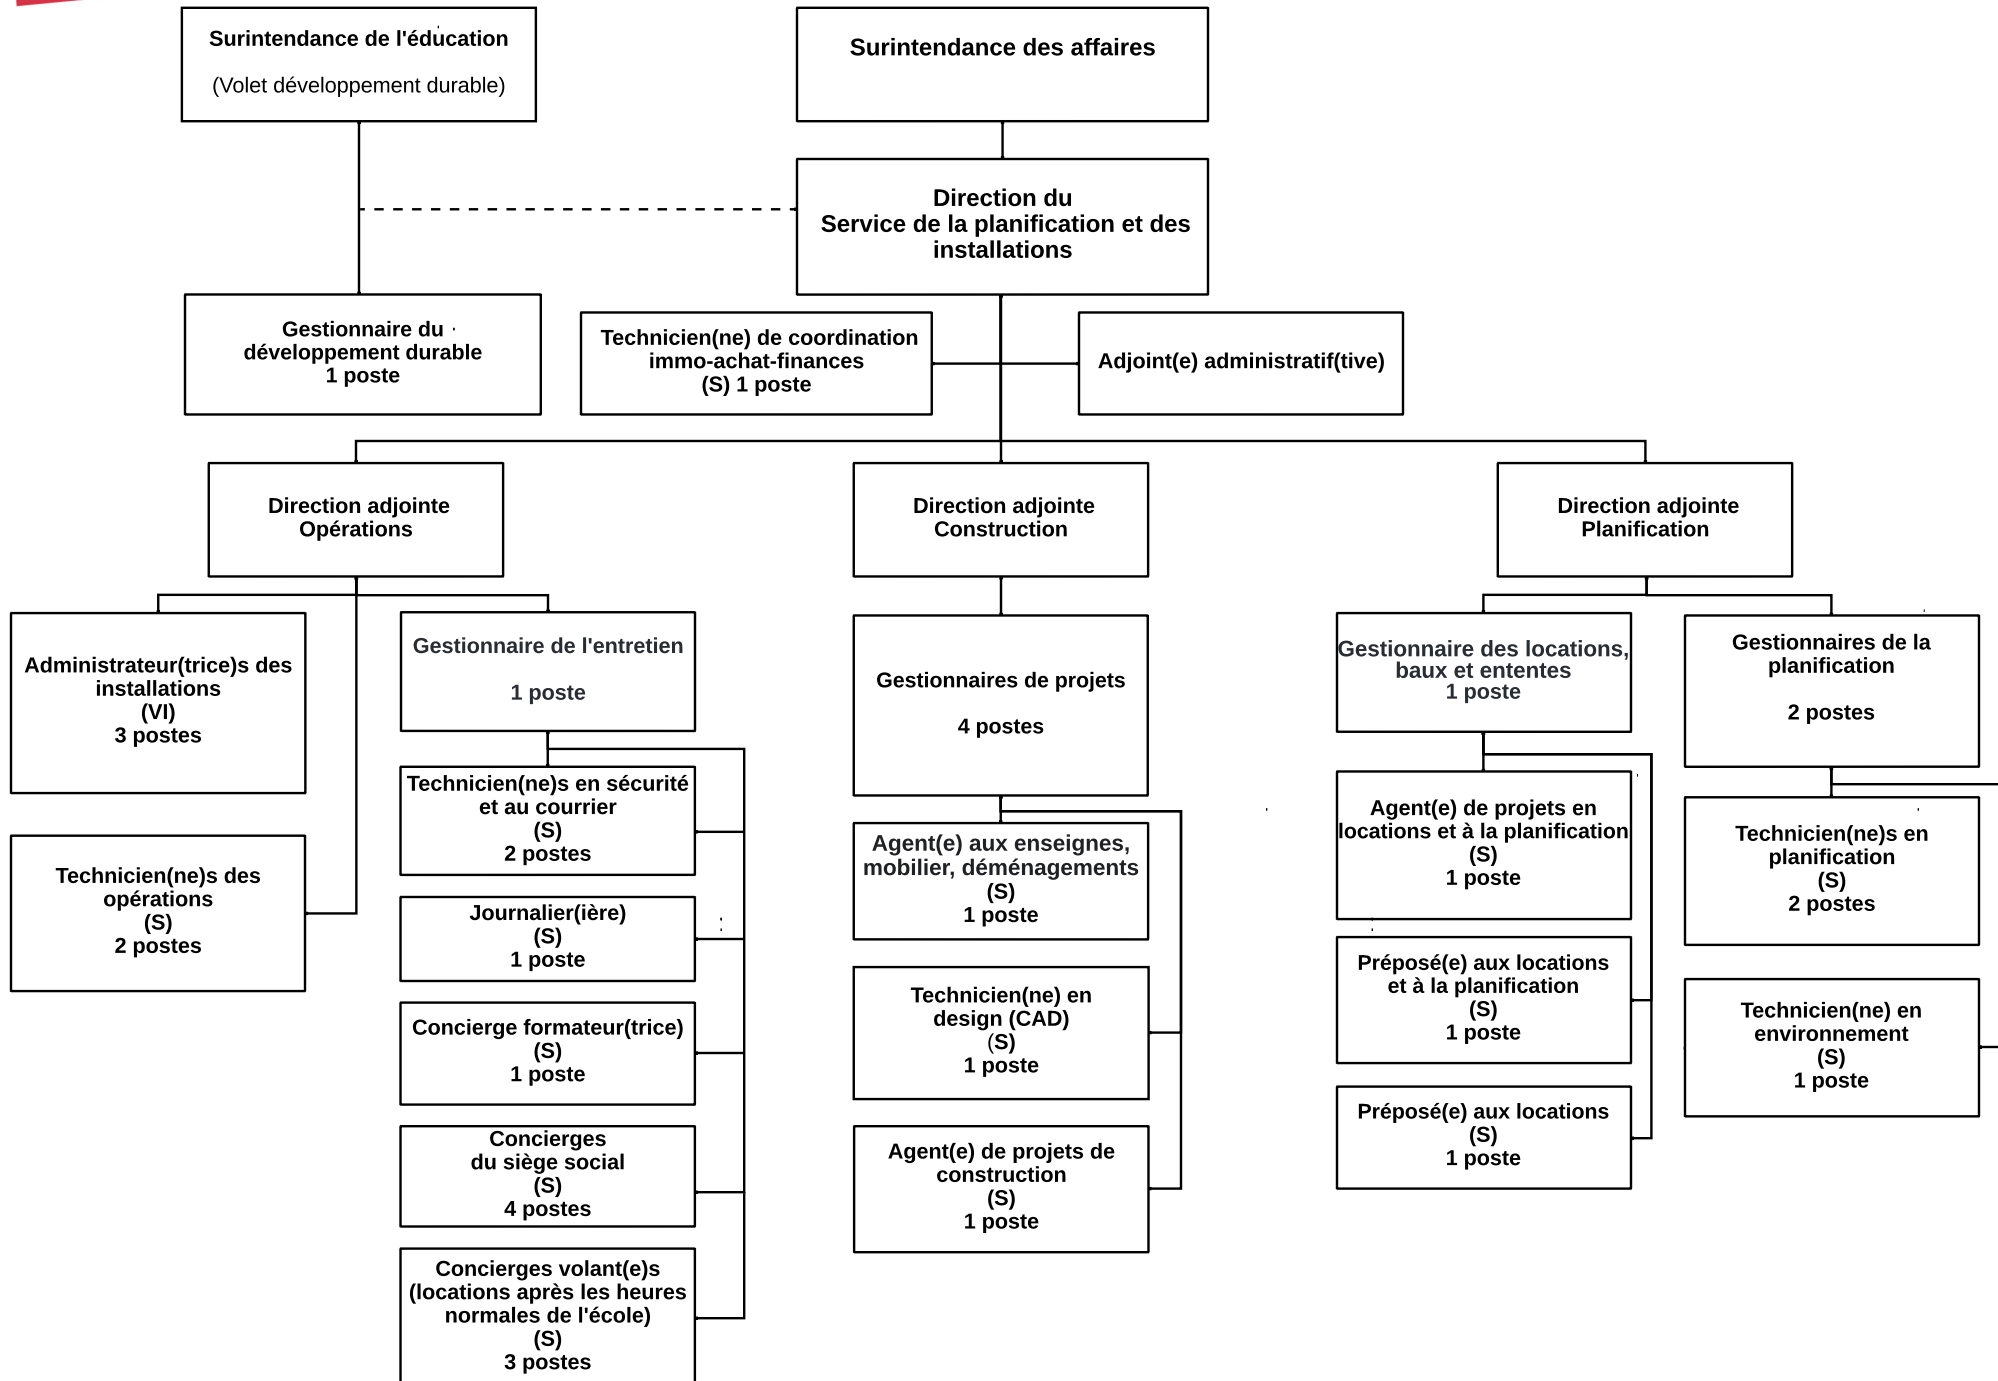 Surintendance de l'éducation
(Volet développement durable)
Surintendance des affaires
Direction du
Service de la planification et des
installations
Gestionnaire du
développement durable
1 poste
Technicien(ne) de coordination
immo-achat-finances
(S) 1 poste
Adjoint(e) administratif(tive)
Direction adjointe
Opérations
Direction adjointe
Construction
Direction adjointe
Planification
Administrateur(trice)s des
installations
(VI)
3 postes
Technicien(ne)s des
opérations
(S)
2 postes
Gestionnaire de l'entretien
1 poste
Technicien(ne)s en sécurité
et au courrier
(S)
2 postes
Journalier(ière)
(S)
1 poste
Concierge formateur(trice)
(S)
1 poste
Concierges
du siège social
(S)
4 postes
Concierges volant(e)s
(locations après les heures
normales de l'école)
(S)
3 postes
Gestionnaires de projets
4 postes
Agent(e) aux enseignes,
mobilier, déménagements
(S)
1 poste
Technicien(ne) en
design (CAD)
(S)
1 poste
Agent(e) de projets de
construction
(S)
1 poste
Gestionnaire des locations,
baux et ententes
1 poste
Agent(e) de projets en
locations et à la planification
(S)
1 poste
Préposé(e) aux locations
et à la planification
(S)
1 poste
Préposé(e) aux locations
(S)
1 poste
Gestionnaires de la
planification
2 postes
Technicien(ne)s en
planification
(S)
2 postes
Technicien(ne) en
environnement
(S)
1 poste